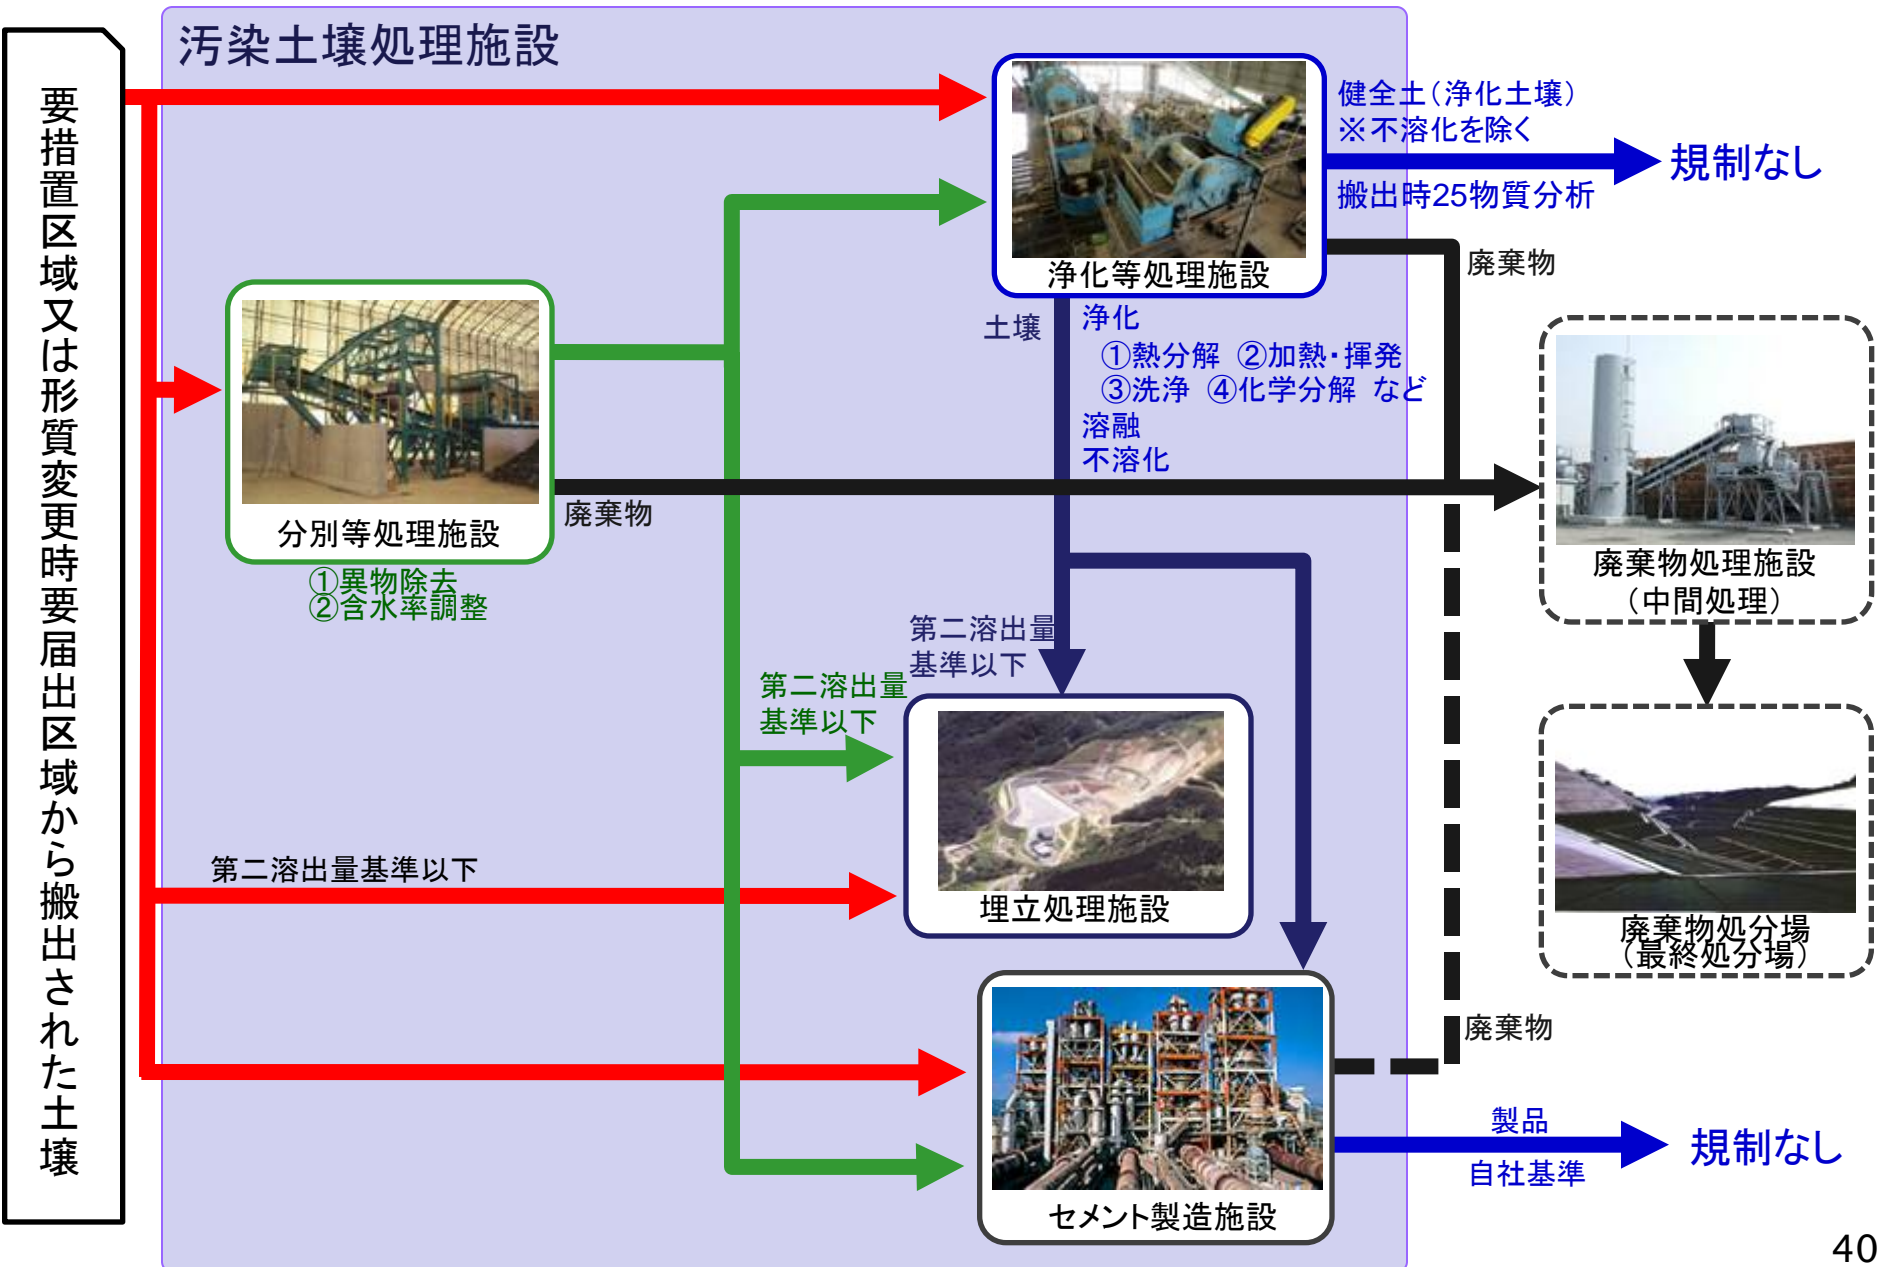 汚染土壌処理施設
要措置区域又は形質変更時要届出区域から搬出された土壌
健全土（浄化土壌）
※不溶化を除く
規制なし
搬出時25物質分析
浄化等処理施設
廃棄物
土壌
浄化
①熱分解 ②加熱・揮発
③洗浄 ④化学分解 など
溶融
不溶化
分別等処理施設
廃棄物
①異物除去
②含水率調整
廃棄物処理施設
（中間処理）
第二溶出量
基準以下
第二溶出量
基準以下
第二溶出量基準以下
埋立処理施設
廃棄物処分場
（最終処分場）
廃棄物
製品
規制なし
自社基準
セメント製造施設
40